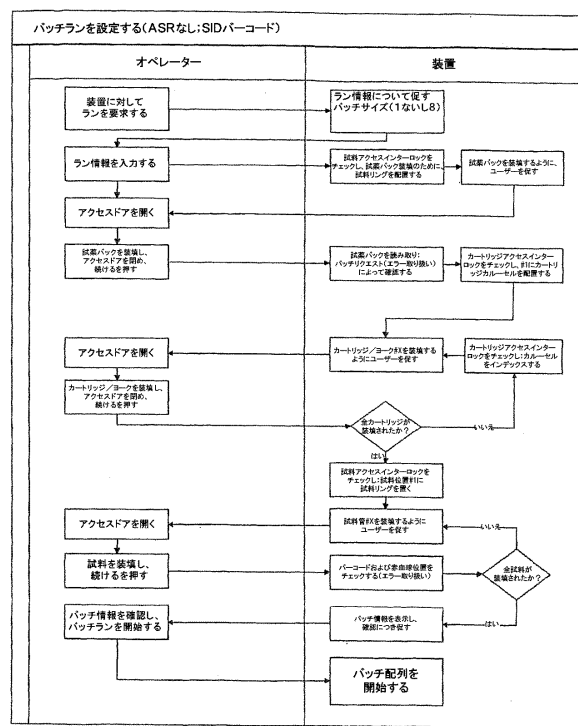 バッチランを設定する(ASRなし;SIDバーコード)
オペレーター
装置
装置に対して
ランを要求する
ラン情報について促す
バッチサイズ(1ないし8)
ラン情報を入力する
試料アクセスインターロックを
チェックし、試薬パック装填のために、
試料リングを配置する
試薬パックを装填するように、
ユーザーを促す
アクセスドアを開く
試薬パックを装填し、
アクセスドアを閉め、
続けるを押す
試薬パックを読み取り:
バッチリクエスト(エラー取り扱い)
によって確認する
カートリッジアクセスインター
ロックをチェックし、#1にカートリ
ッジカルーセルを配置する
アクセスドアを開く
カートリッジ/ヨーク#Xを装填する
ようにユーザーを促す
カートリッジアクセスインター
ロックをチェックし:カルーセル
をインデックスする
カートリッジ/ヨークを装填し、
アクセスドアを閉め、
続けるを押す
全カートリッジが
装填されたか?
いいえ
はい
試料アクセスインターロックを
チェックし:試料位置#1に
試料リングを置く
アクセスドアを開く
試料管#Xを装填するように
ユーザーを促す
いいえ
試料を装填し、
続けるを押す
バーコードおよび赤血球位置を
チェックする(エラー取り扱い)
全試料が
装填されたか?
はい
バッチ情報を確認し、
バッチランを開始する
バッチ情報を表示し、
確認につき促す
バッチ配列を
開始する